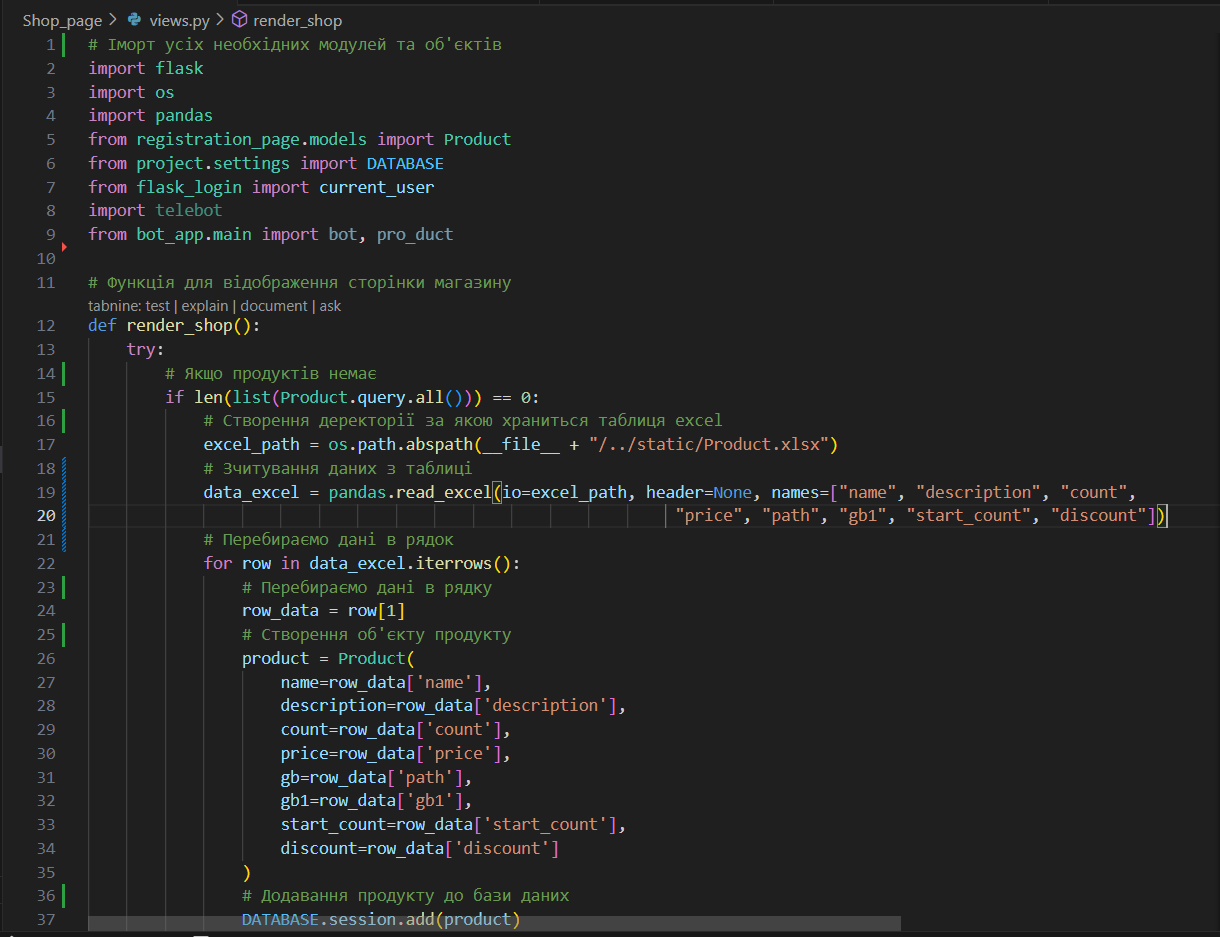 Shop_page > views.py > render_shop
1 # Іморт усіх необхідних модулей та об'єктів
2 import flask
3 import os
4 import pandas
5 from registration_page.models import Product
6 from project.settings import DATABASE
7 from flask_login import current_user
8 import telebot
9 from bot_app.main import bot, pro_duct
10
11 # Функція для відображення сторінки магазину
tabnine: test | explain | document | ask
12 def render_shop():
13     try:
14         # Якщо продуктів немає
15         if len(list(Product.query.all())) == 0:
16             # Створення деректорії за якою храниться таблиця excel
17             excel_path = os.path.abspath(__file__ + "/../static/Product.xlsx")
18             # Зчитування даних з таблиці
19             data_excel = pandas.read_excel(io=excel_path, header=None, names=["name", "description", "count",
20                                                             "price", "path", "gb1", "start_count", "discount"])
21             # Перебираємо дані в рядок
22             for row in data_excel.iterrows():
23                 # Перебираємо дані в рядку
24                 row_data = row[1]
25                 # Створення об'єкту продукту
26                 product = Product(
27                     name=row_data['name'],
28                     description=row_data['description'],
29                     count=row_data['count'],
30                     price=row_data['price'],
31                     gb=row_data['path'],
32                     gb1=row_data['gb1'],
33                     start_count=row_data['start_count'],
34                     discount=row_data['discount']
35                 )
36                 # Додавання продукту до бази даних
37                 DATABASE.session.add(product)